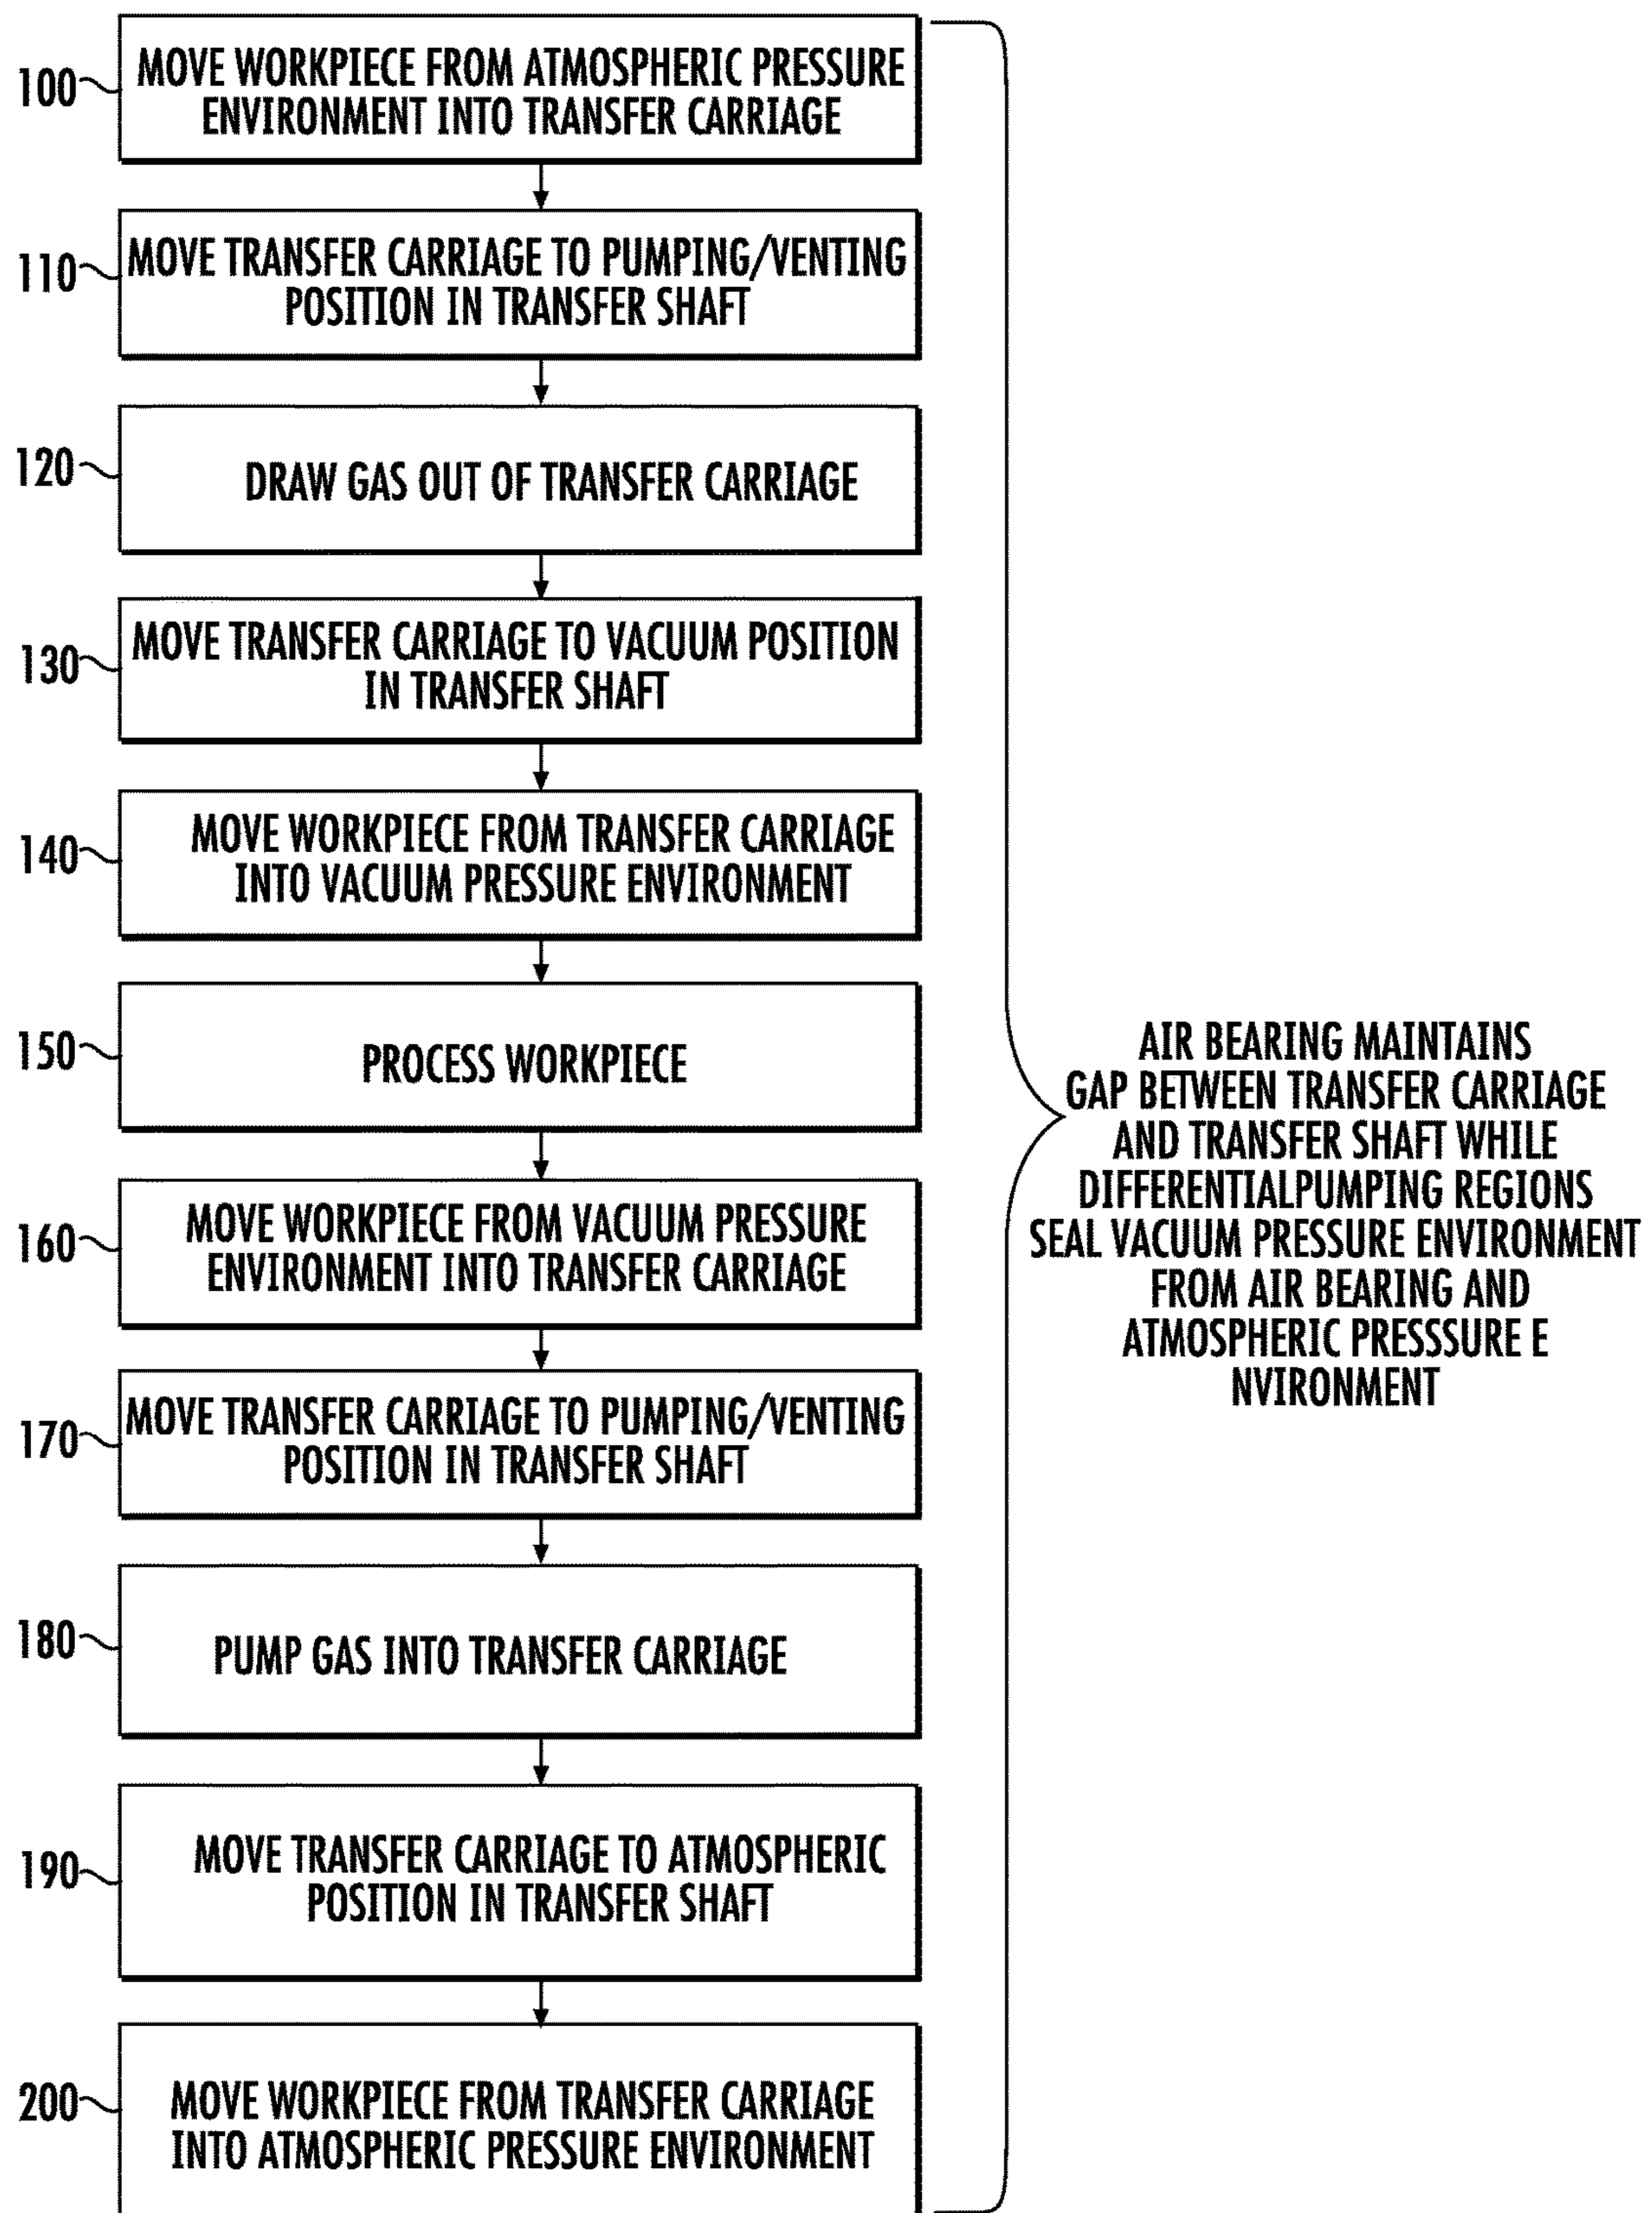 100
MOVE WORKPIECE FROM ATMOSPHERIC PRESSURE
ENVIRONMENT INTO TRANSFER CARRIAGE
110
MOVE TRANSFER CARRIAGE TO PUMPING/VENTING
POSITION IN TRANSFER SHAFT
120
DRAW GAS OUT OF TRANSFER CARRIAGE
130
MOVE TRANSFER CARRIAGE TO VACUUM POSITION
IN TRANSFER SHAFT
140
MOVE WORKPIECE FROM TRANSFER CARRIAGE
INTO VACUUM PRESSURE ENVIRONMENT
150
PROCESS WORKPIECE
160
MOVE WORKPIECE FROM VACUUM PRESSURE
ENVIRONMENT INTO TRANSFER CARRIAGE
170
MOVE TRANSFER CARRIAGE TO PUMPING/VENTING
POSITION IN TRANSFER SHAFT
180
PUMP GAS INTO TRANSFER CARRIAGE
190
MOVE TRANSFER CARRIAGE TO ATMOSPHERIC
POSITION IN TRANSFER SHAFT
200
MOVE WORKPIECE FROM TRANSFER CARRIAGE
INTO ATMOSPHERIC PRESSURE ENVIRONMENT
AIR BEARING MAINTAINS
GAP BETWEEN TRANSFER CARRIAGE
AND TRANSFER SHAFT WHILE
DIFFERENTIALPUMPING REGIONS
SEAL VACUUM PRESSURE ENVIRONMENT
FROM AIR BEARING AND
ATMOSPHERIC PRESSSURE E
NVIRONMENT